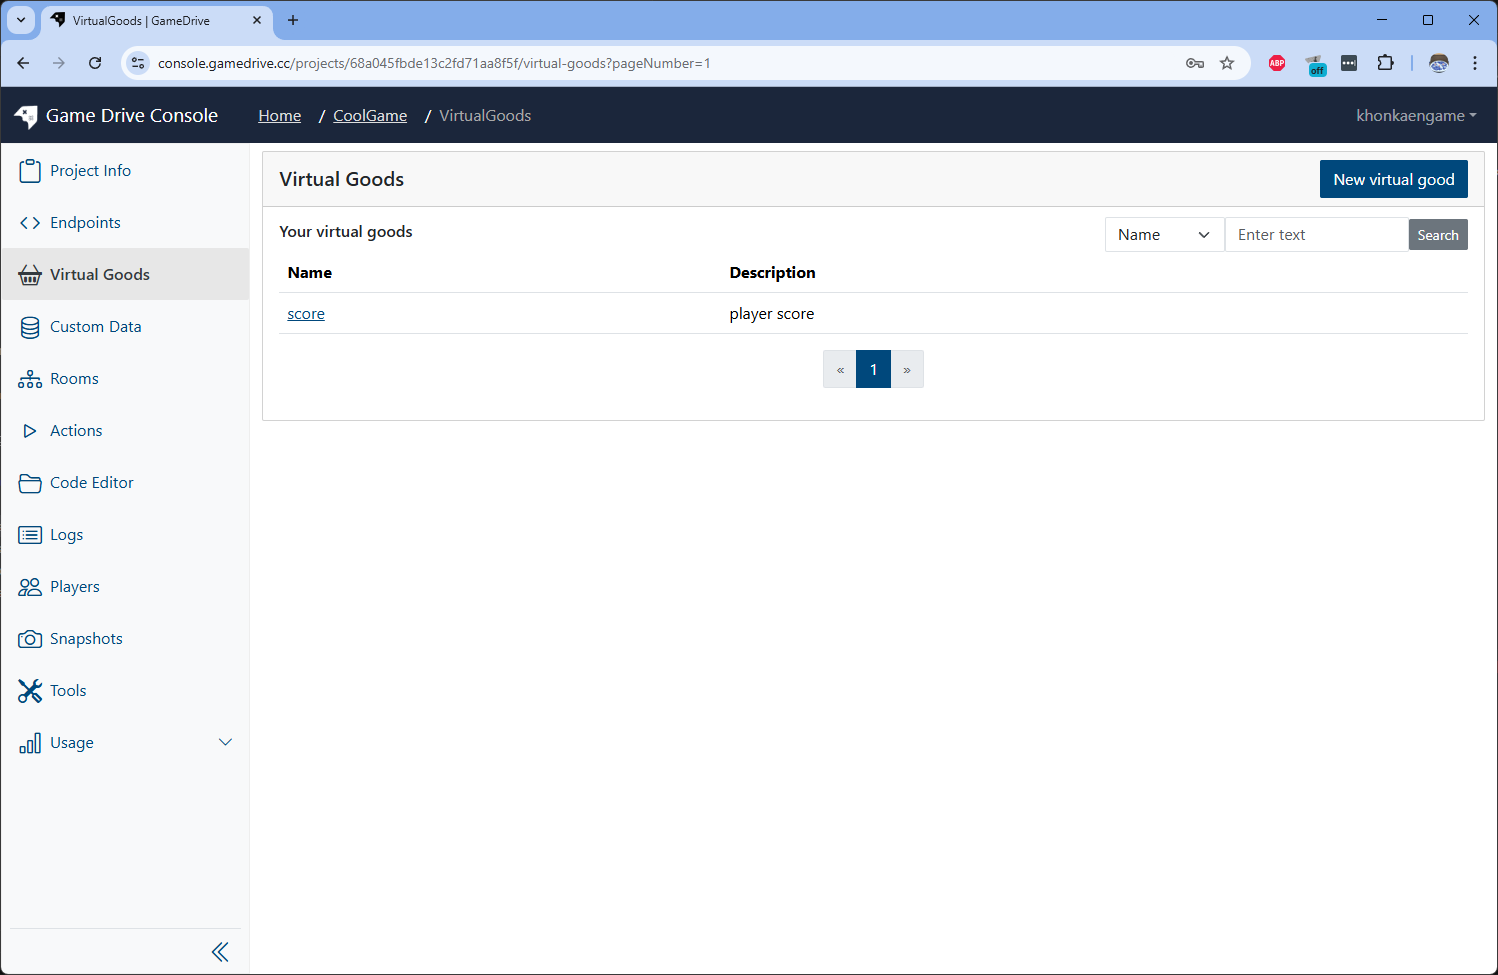 VirtualGoods | GameDrive
console.gamedrive.cc/projects/68a045fbde13c2fd71aa8f5f/virtual-goods?pageNumber=1
ABP
off
Game Drive Console
Home / CoolGame / VirtualGoods
khonkaengame
Project Info
Endpoints
Virtual Goods
Custom Data
Rooms
Actions
Code Editor
Logs
Players
Snapshots
Tools
Usage
Virtual Goods
New virtual good
Your virtual goods
Name
Enter text
Search
Name Description
score player score
« 1 »